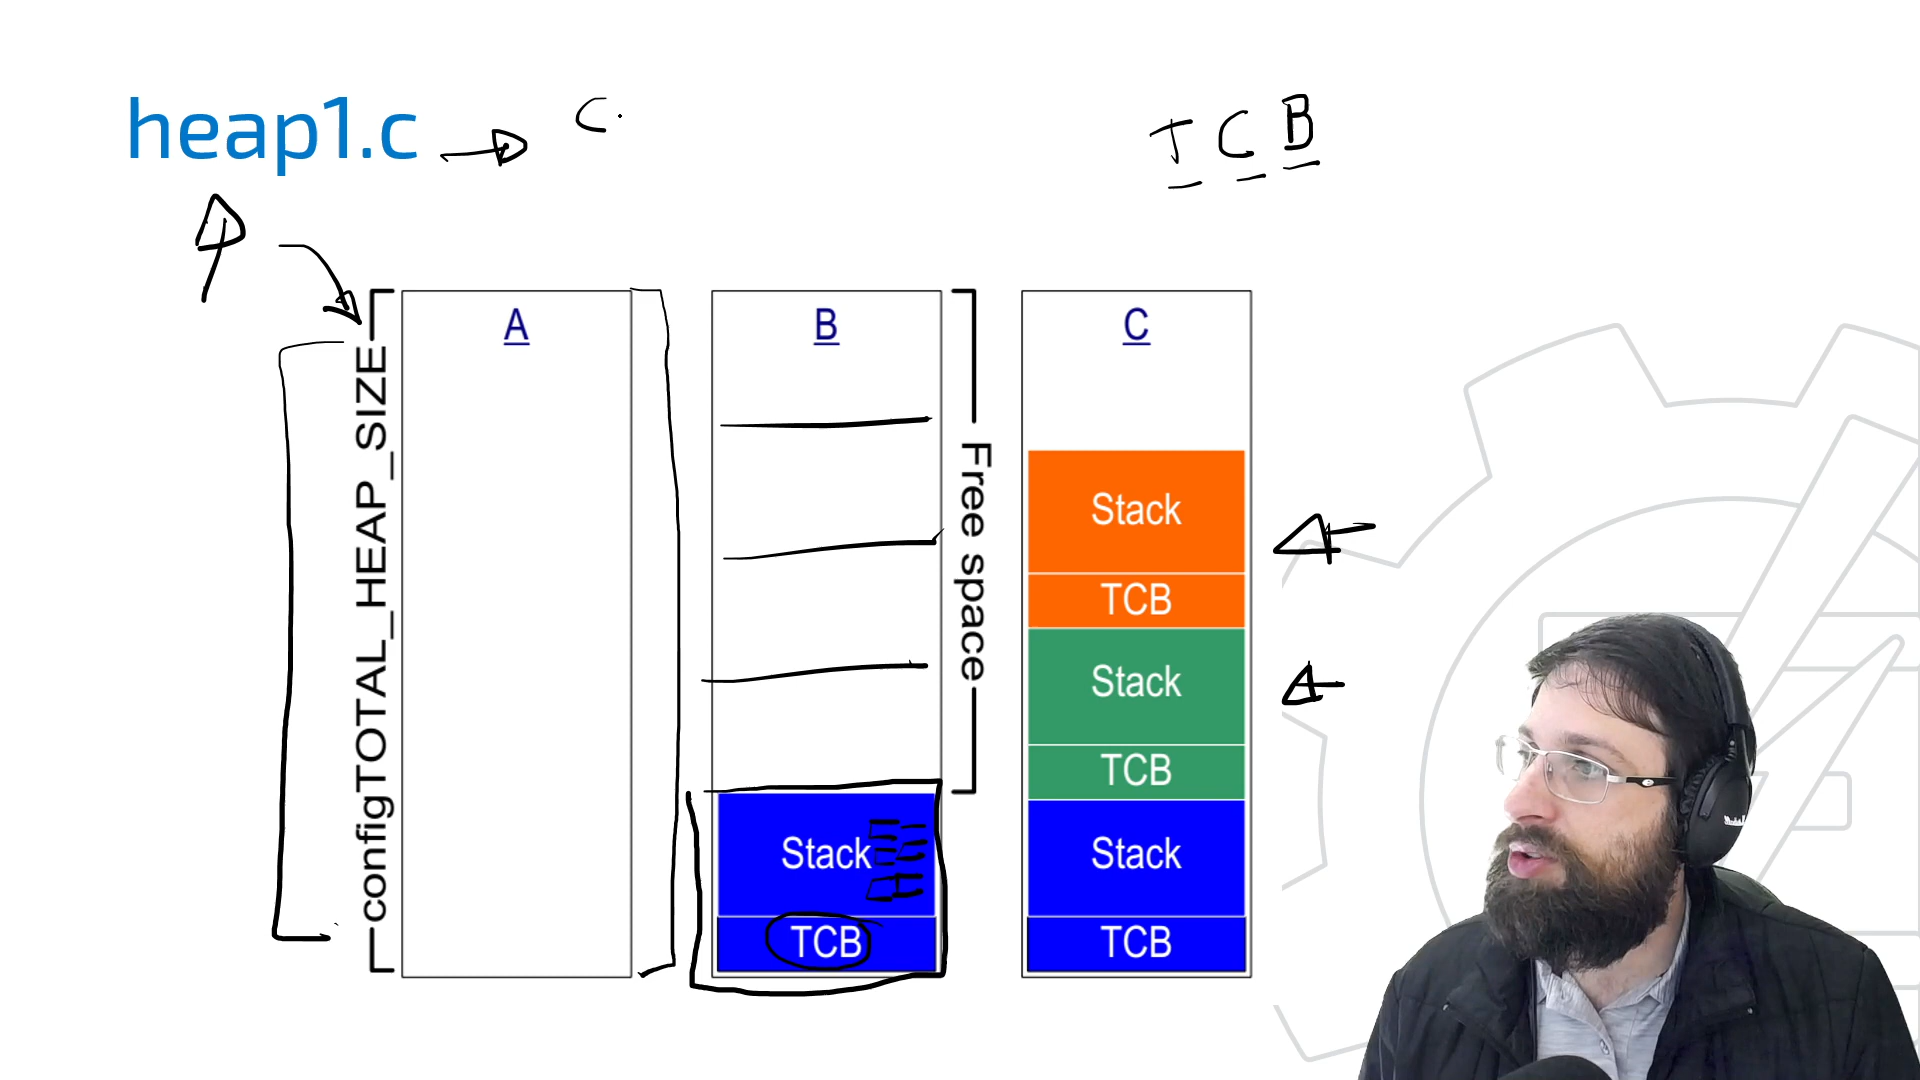 heap1.c
C.
TCB
configTOTAL_HEAP_SIZE
A
B
Free space
Stack
TCB
C
Stack
TCB
Stack
TCB
Stack
TCB